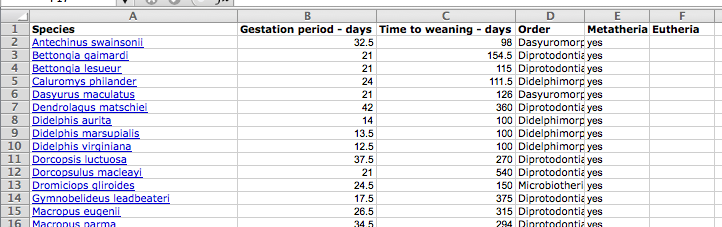 A B C D E F
1 Species Gestation period - days Time to weaning - days Order Metatheria Eutheria
2 Antechinus swainsonii 32.5 98 Dasyuromorp yes
3 Bettongia gaimardi 21 154.5 Diprotodontia yes
4 Bettongia lesueur 21 115 Diprotodontia yes
5 Caluromys philander 24 111.5 Didelphimorp yes
6 Dasyurus maculatus 21 126 Dasyuromorp yes
7 Dendrolagus matschiei 42 360 Diprotodontia yes
8 Didelphis aurita 14 100 Didelphimorp yes
9 Didelphis marsupialis 13.5 100 Didelphimorp yes
10 Didelphis virginiana 12.5 100 Didelphimorp yes
11 Dorcopsis luctuosa 37.5 270 Diprotodontia yes
12 Dorcopsulus macleayi 21 540 Diprotodontia yes
13 Dromiciops gliroides 24.5 150 Microbiotheri yes
14 Gymnobelideus leadbeateri 17.5 375 Diprotodontia yes
15 Macropus eugenii 26.5 315 Diprotodontia yes
16 Macropus parma 34.5 294 Diprotodontia yes